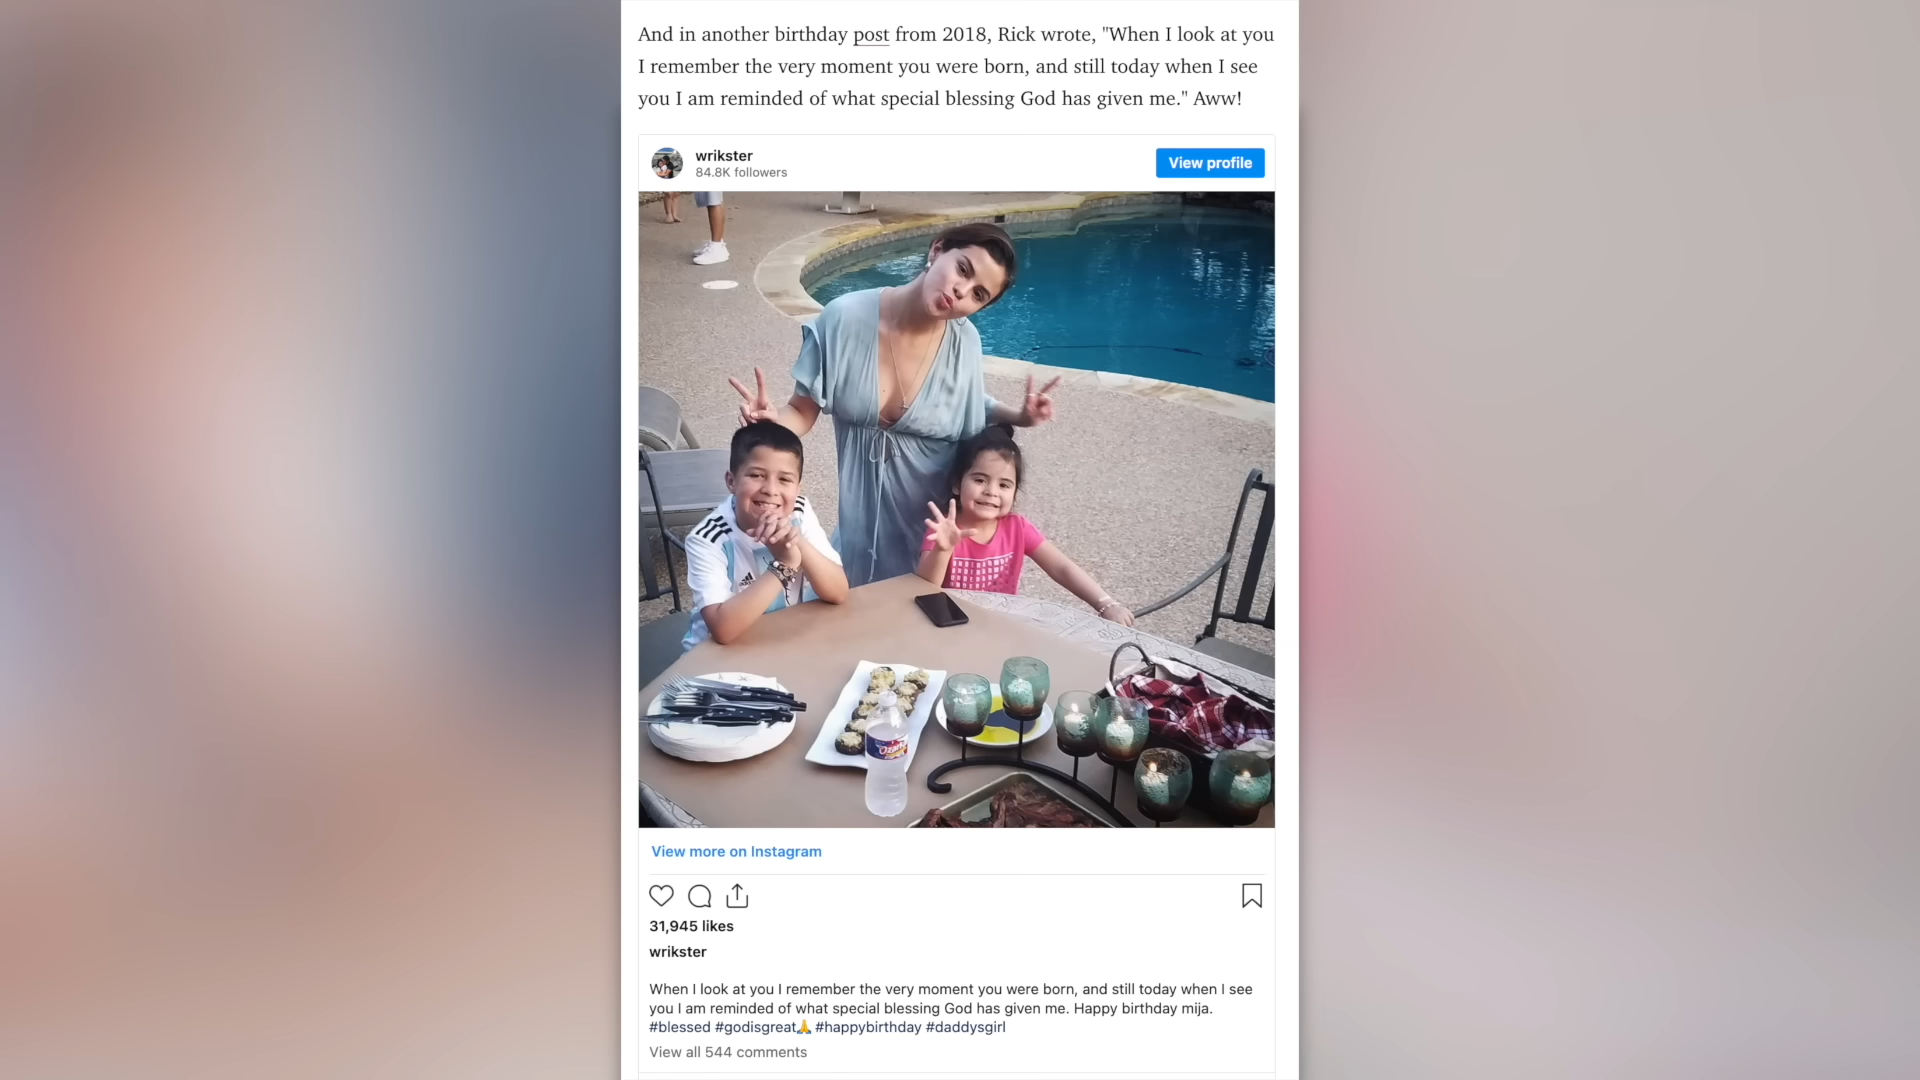 And in another birthday post from 2018, Rick wrote, "When I look at you
I remember the very moment you were born, and still today when I see
you I am reminded of what special blessing God has given me." Aww!
wrikster
84.8K followers
View profile
View more on Instagram
31,945 likes
wrikster
When I look at you I remember the very moment you were born, and still today when I see
you I am reminded of what special blessing God has given me. Happy birthday mija.
#blessed #godisgreat🙏 #happybirthday #daddysgirl
View all 544 comments